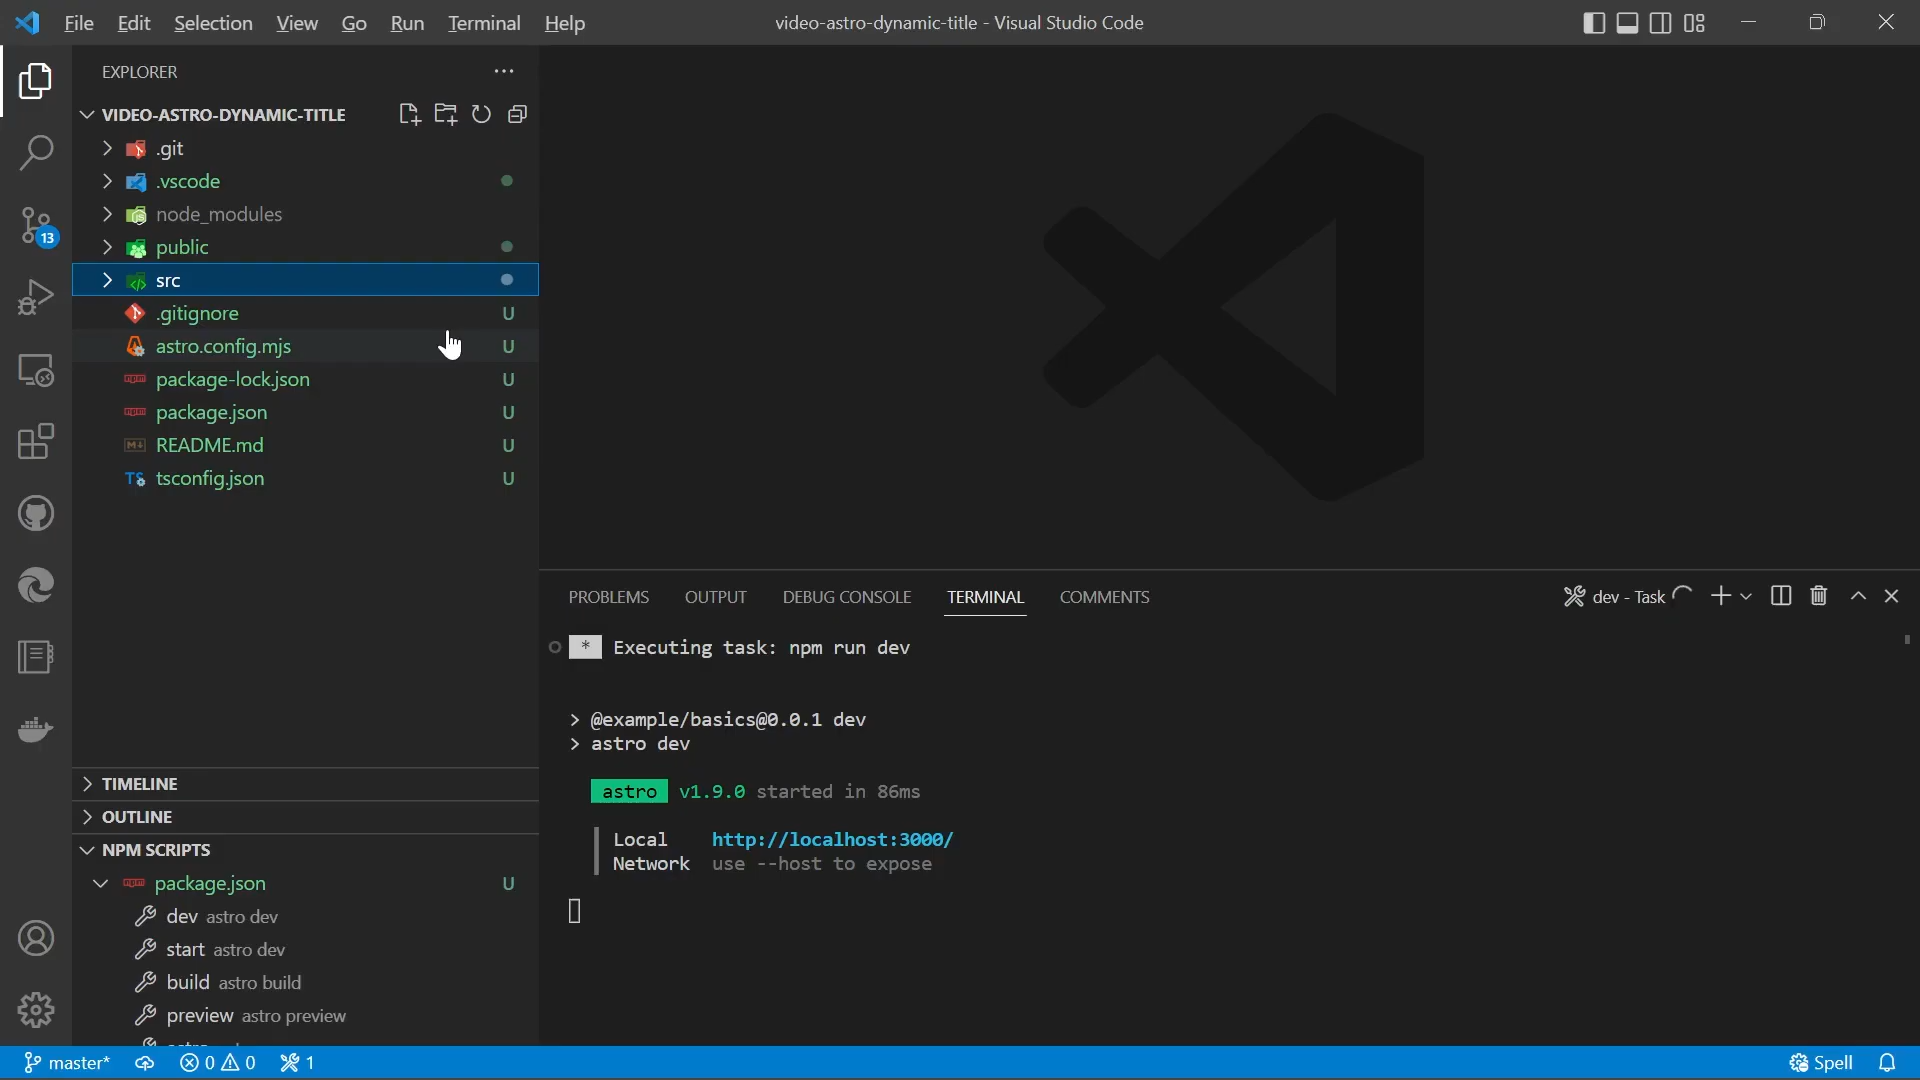 File Edit Selection View Go Run Terminal Help
video-astro-dynamic-title - Visual Studio Code
EXPLORER
VIDEO-ASTRO-DYNAMIC-TITLE
.git
.vscode
node_modules
public
src
.gitignore U
astro.config.mjs U
package-lock.json U
package.json U
README.md U
tsconfig.json U
TIMELINE
OUTLINE
NPM SCRIPTS
package.json U
dev astro dev
start astro dev
build astro build
preview astro preview
13
PROBLEMS OUTPUT DEBUG CONSOLE TERMINAL COMMENTS
dev - Task
* Executing task: npm run dev
> @example/basics@0.0.1 dev
> astro dev
astro v1.9.0 started in 86ms
Local http://localhost:3000/
Network use --host to expose
master* 0 0 1
Spell